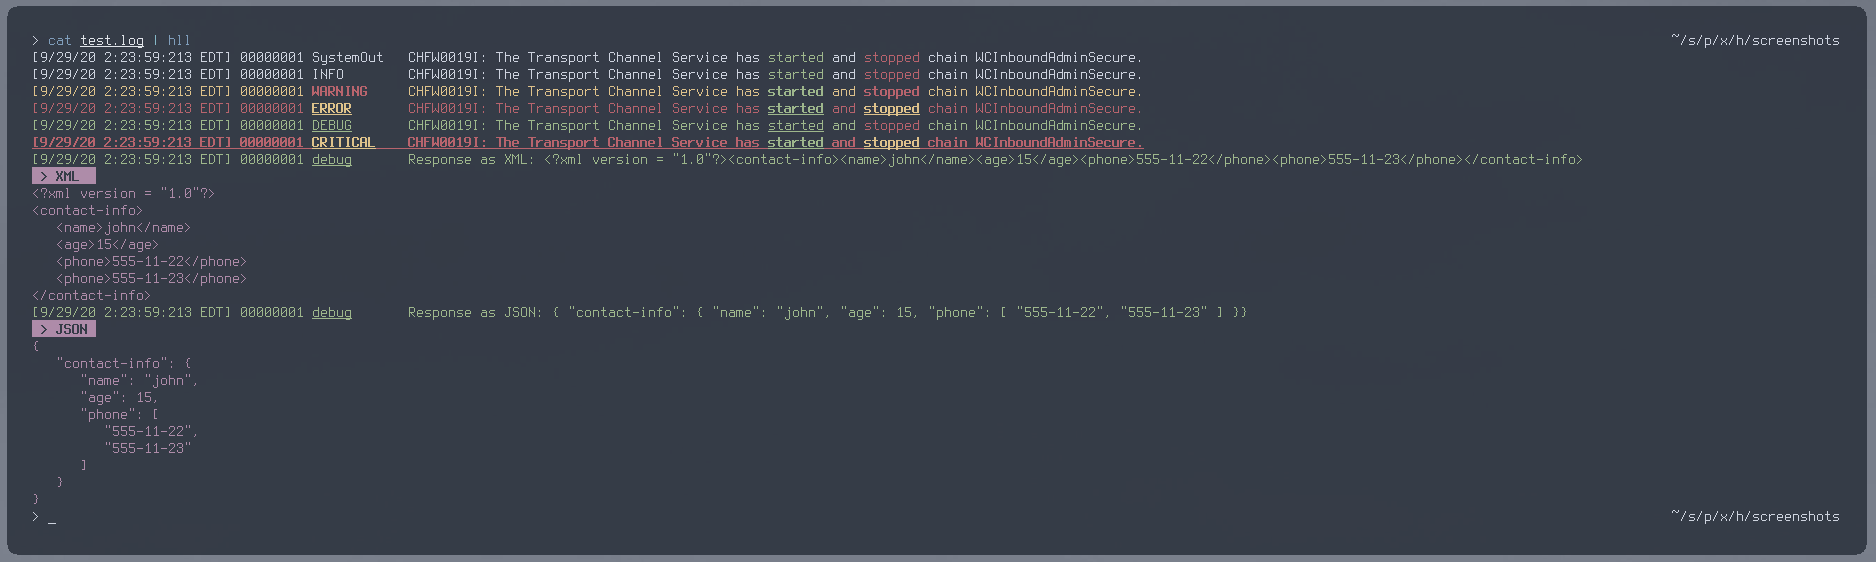 > cat test.log | hll ~/s/p/x/h/screenshots
[9/29/20 2:23:59:213 EDT] 00000001 SystemOut   CHFW0019I: The Transport Channel Service has started and stopped chain WCInboundAdminSecure.
[9/29/20 2:23:59:213 EDT] 00000001 INFO        CHFW0019I: The Transport Channel Service has started and stopped chain WCInboundAdminSecure.
[9/29/20 2:23:59:213 EDT] 00000001 WARNING     CHFW0019I: The Transport Channel Service has started and stopped chain WCInboundAdminSecure.
[9/29/20 2:23:59:213 EDT] 00000001 ERROR       CHFW0019I: The Transport Channel Service has started and stopped chain WCInboundAdminSecure.
[9/29/20 2:23:59:213 EDT] 00000001 DEBUG       CHFW0019I: The Transport Channel Service has started and stopped chain WCInboundAdminSecure.
[9/29/20 2:23:59:213 EDT] 00000001 CRITICAL    CHFW0019I: The Transport Channel Service has started and stopped chain WCInboundAdminSecure.
[9/29/20 2:23:59:213 EDT] 00000001 debug       Response as XML: <?xml version = "1.0"?><contact-info><name>john</name><age>15</age><phone>555-11-22</phone><phone>555-11-23</phone></contact-info>
> XML
<?xml version = "1.0"?>
<contact-info>
   <name>john</name>
   <age>15</age>
   <phone>555-11-22</phone>
   <phone>555-11-23</phone>
</contact-info>
[9/29/20 2:23:59:213 EDT] 00000001 debug       Response as JSON: { "contact-info": { "name": "john", "age": 15, "phone": [ "555-11-22", "555-11-23" ] }}
> JSON
{
   "contact-info": {
      "name": "john",
      "age": 15,
      "phone": [
         "555-11-22",
         "555-11-23"
      ]
   }
}
> _ ~/s/p/x/h/screenshots